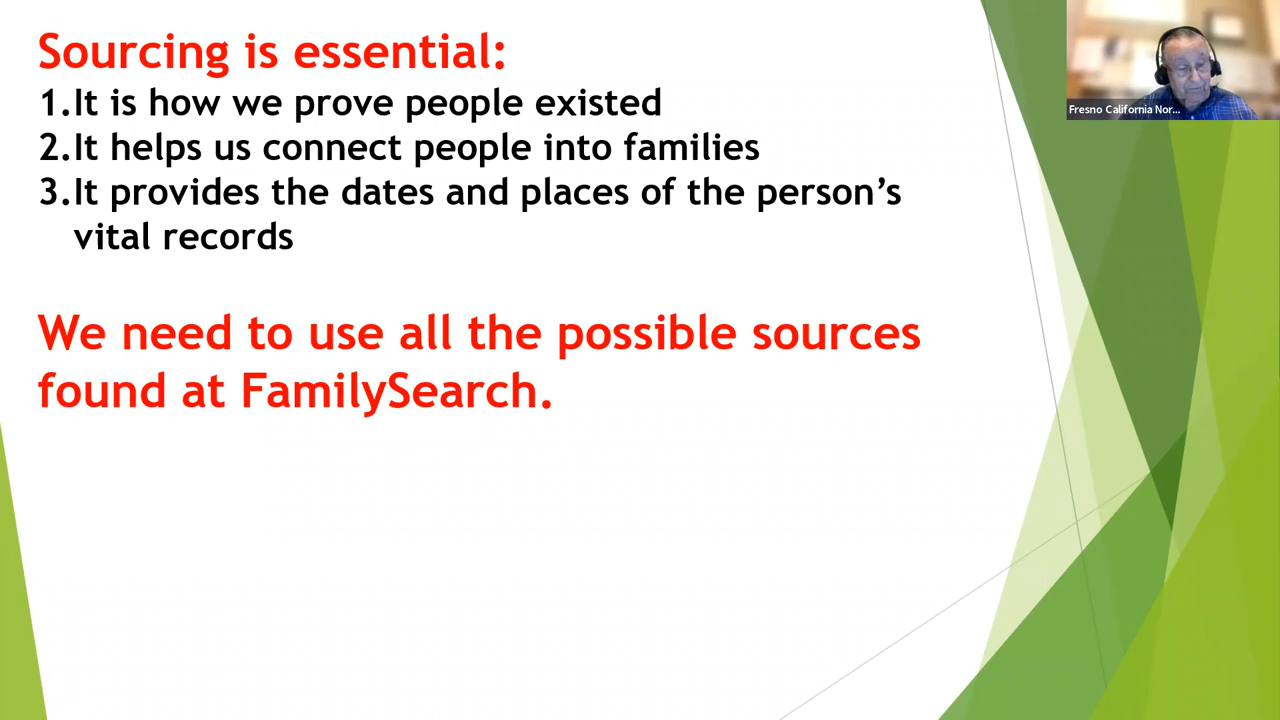 Sourcing is essential:
1.It is how we prove people existed
2.It helps us connect people into families
3.It provides the dates and places of the person's
vital records
We need to use all the possible sources
found at FamilySearch.
Fresno California Nor...